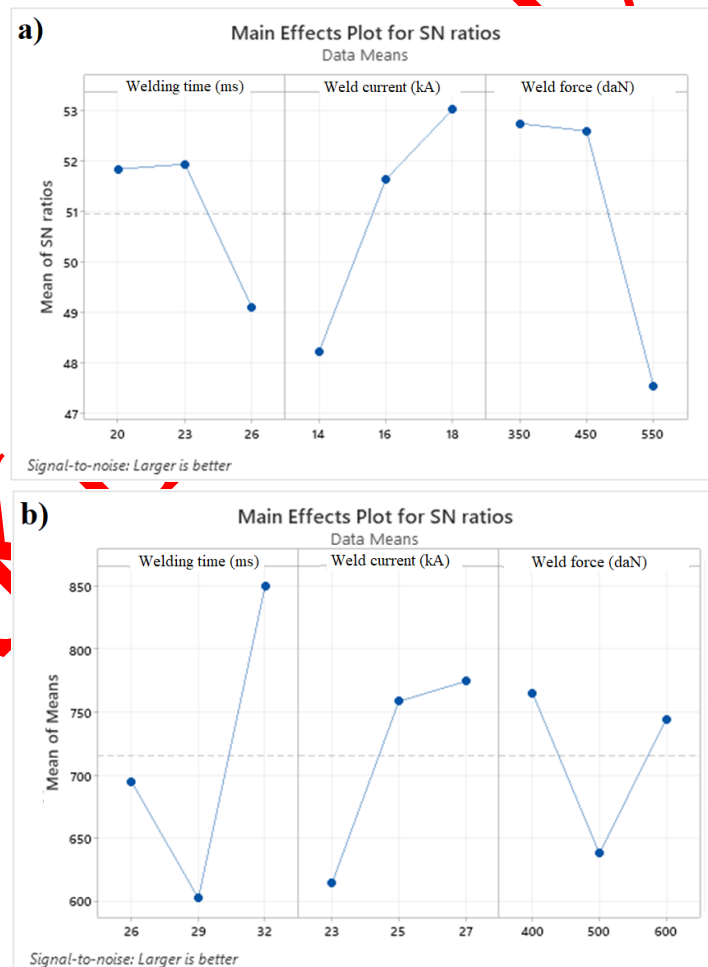 a)
Main Effects Plot for SN ratios
Data Means
Welding time (ms) Weld current (kA) Weld force (daN)
Mean of SN ratios
53
52
51
50
49
48
47
20 23 26 14 16 18 350 450 550
Signal-to-noise: Larger is better
b)
Main Effects Plot for SN ratios
Data Means
Welding time (ms) Weld current (kA) Weld force (daN)
Mean of Means
850
800
750
700
650
600
26 29 32 23 25 27 400 500 600
Signal-to-noise: Larger is better